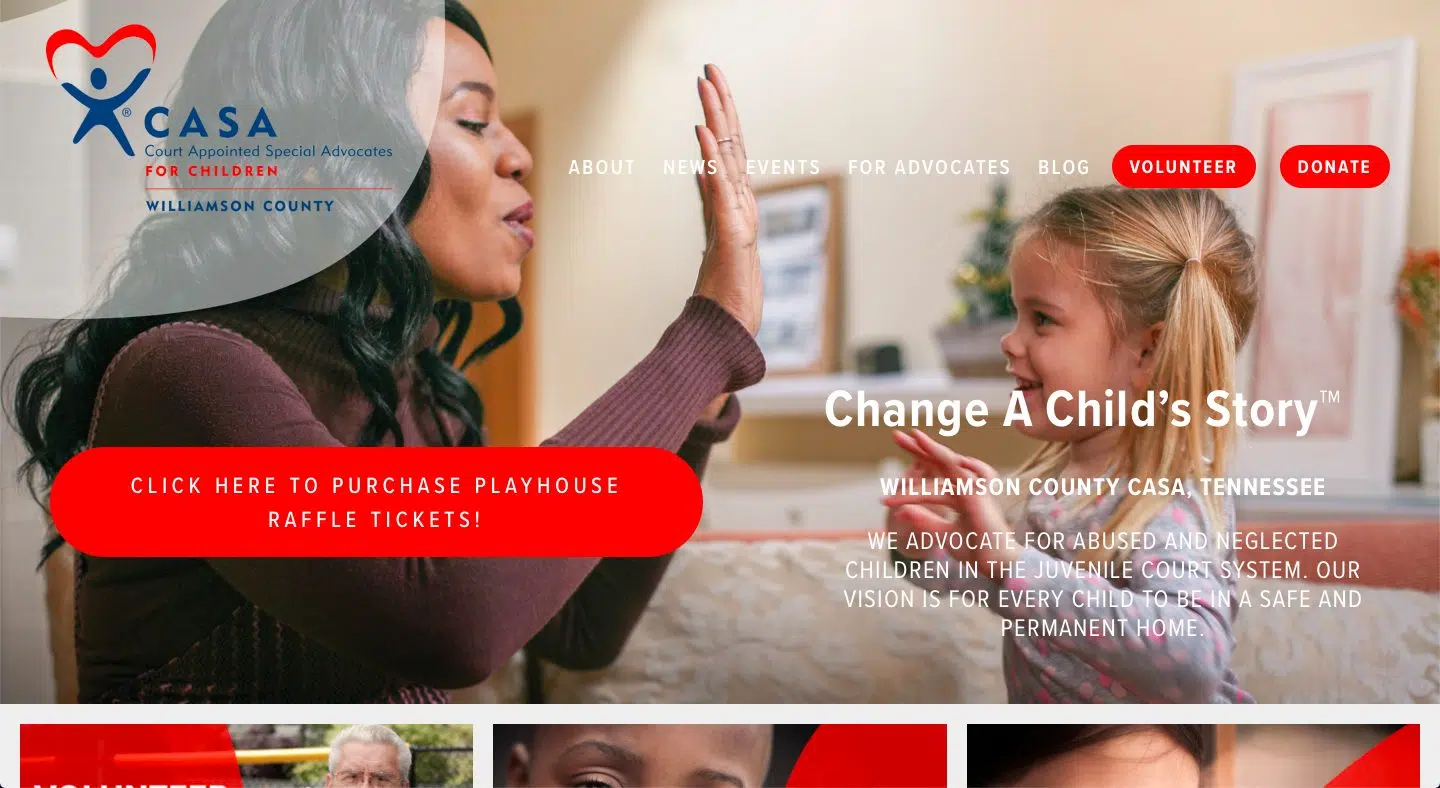 ®
CASA
Court Appointed Special Advocates
FOR CHILDREN
WILLIAMSON COUNTY
ABOUT NEWS EVENTS FOR ADVOCATES BLOG VOLUNTEER DONATE
CLICK HERE TO PURCHASE PLAYHOUSE
RAFFLE TICKETS!
Change A Child’s Story™
WILLIAMSON COUNTY CASA, TENNESSEE
WE ADVOCATE FOR ABUSED AND NEGLECTED
CHILDREN IN THE JUVENILE COURT SYSTEM. OUR
VISION IS FOR EVERY CHILD TO BE IN A SAFE AND
PERMANENT HOME.
VOLUNTEER